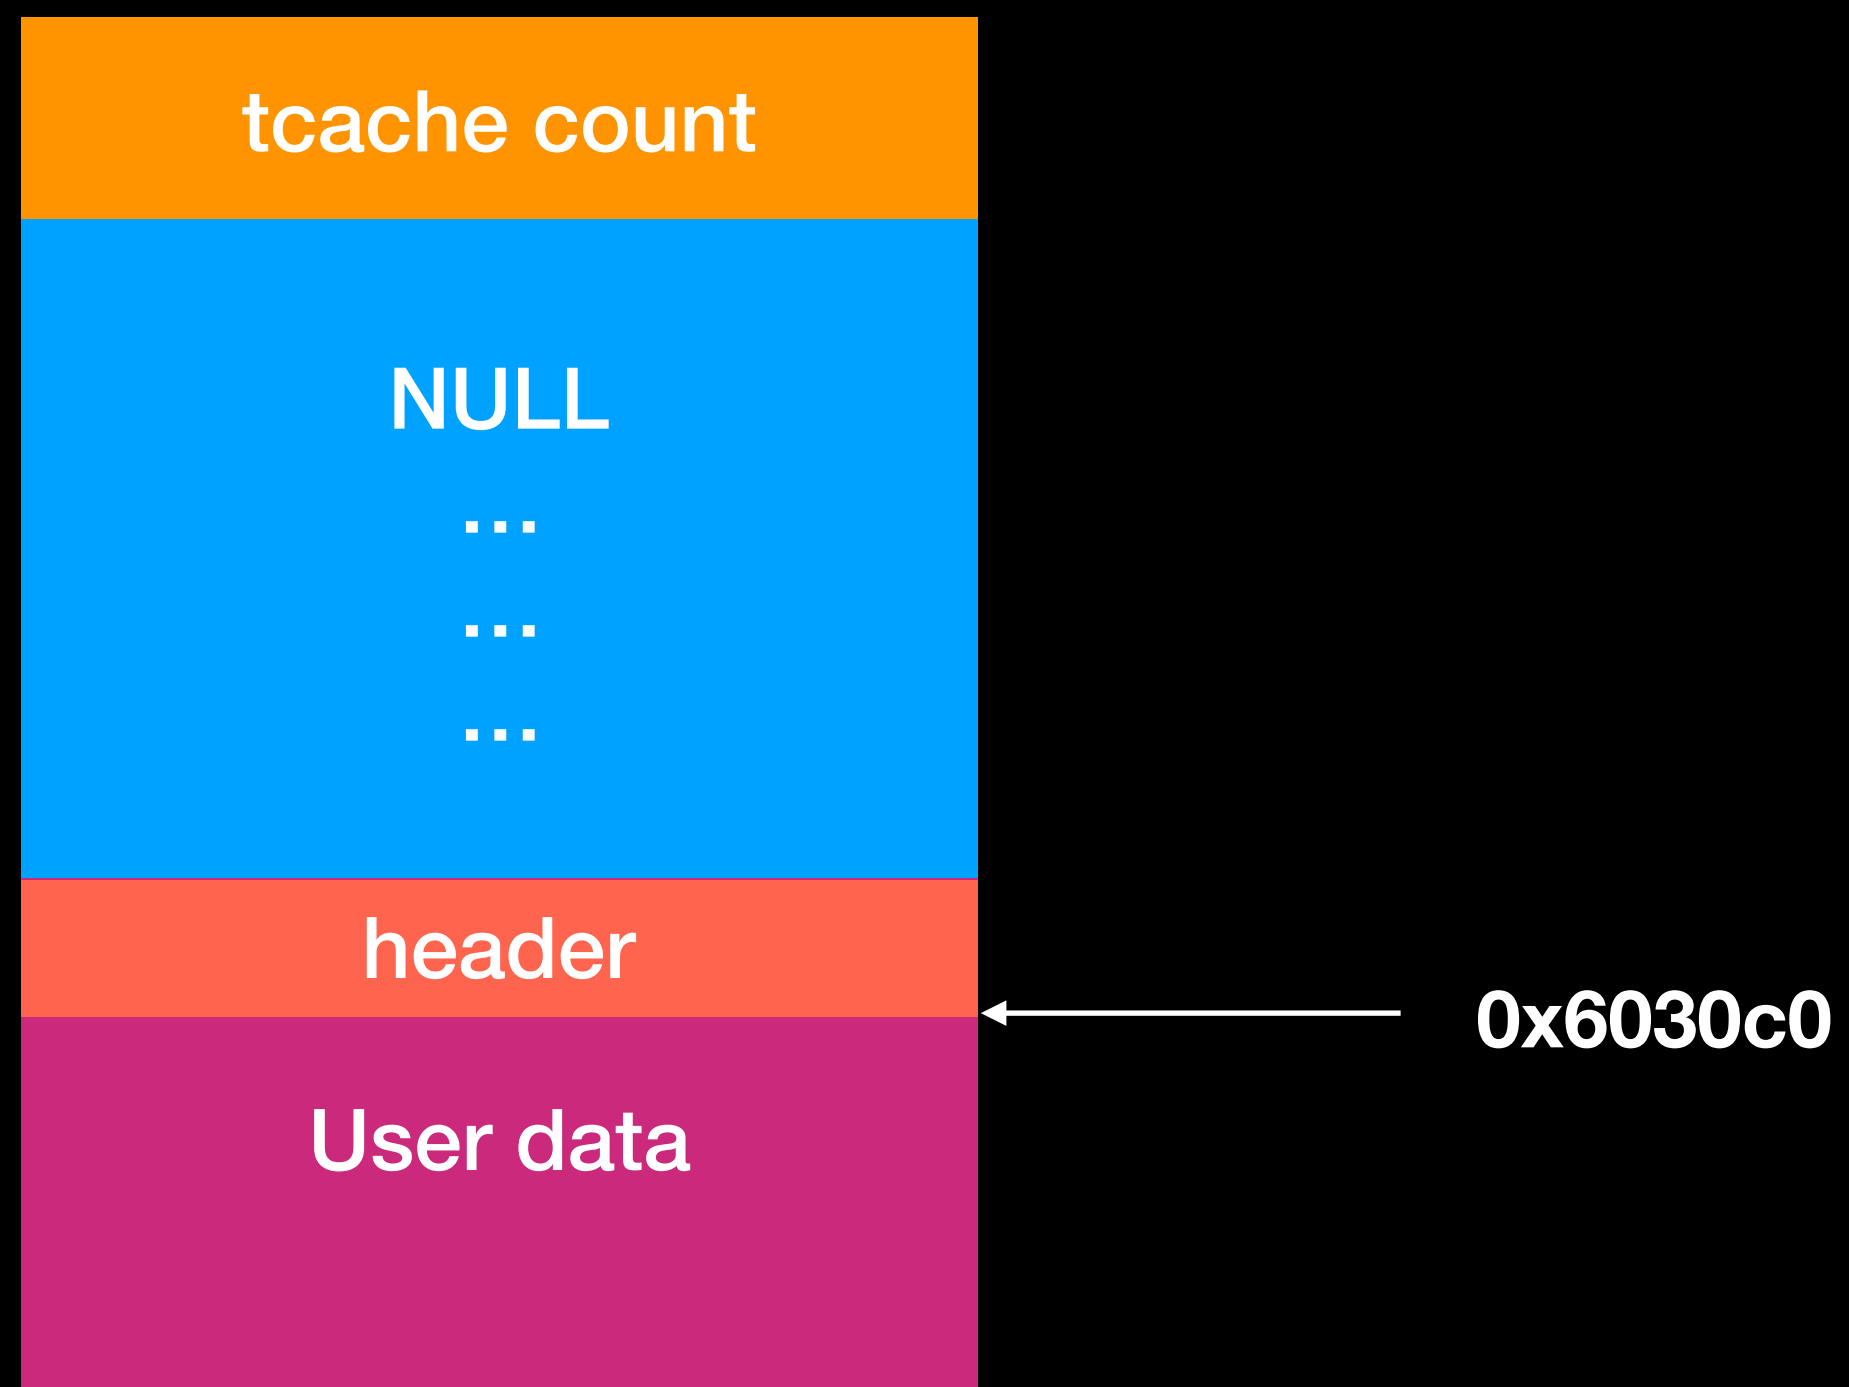 tcache count
NULL
...
...
...
header
0x6030c0
User data